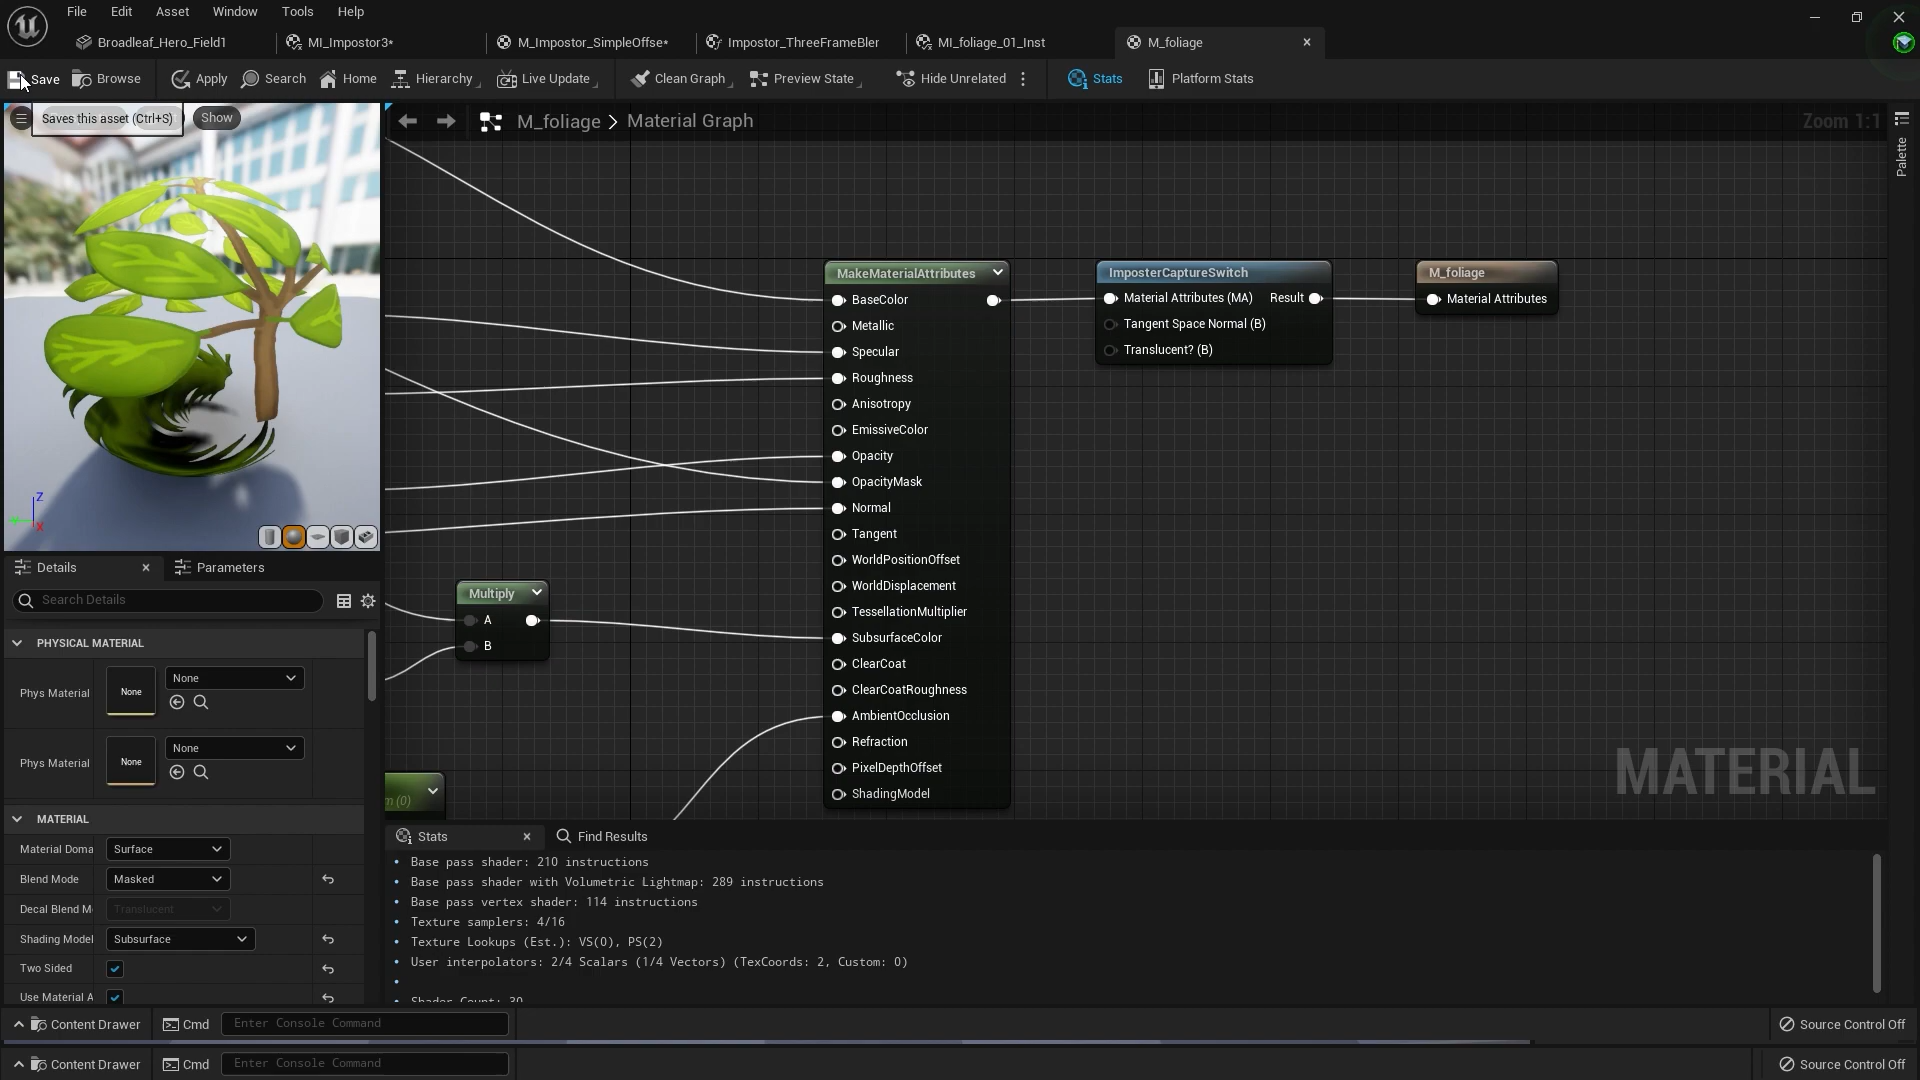 File Edit Asset Window Tools Help
Broadleaf_Hero_Field1 MI_Impostor3* M_Impostor_SimpleOffse* Impostor_ThreeFrameBler MI_foliage_01_Inst M_foliage
Save Browse Apply Search Home Hierarchy Live Update Clean Graph Preview State Hide Unrelated Stats Platform Stats
Saves this asset (Ctrl+S) Show
M_foliage > Material Graph Zoom 1:1
Palette
MakeMaterialAttributes
BaseColor
Metallic
Specular
Roughness
Anisotropy
EmissiveColor
Opacity
OpacityMask
Normal
Tangent
WorldPositionOffset
WorldDisplacement
TessellationMultiplier
SubsurfaceColor
ClearCoat
ClearCoatRoughness
AmbientOcclusion
Refraction
PixelDepthOffset
ShadingModel
ImposterCaptureSwitch
Material Attributes (MA) Result
Tangent Space Normal (B)
Translucent? (B)
M_foliage
Material Attributes
Multiply
A
B
n (0)
MATERIAL
Z
X
Details Parameters
Search Details
PHYSICAL MATERIAL
Phys Material None None
Phys Material None None
MATERIAL
Material Doma Surface
Blend Mode Masked
Decal Blend M Translucent
Shading Model Subsurface
Two Sided
Use Material A
Stats Find Results
Base pass shader: 210 instructions
Base pass shader with Volumetric Lightmap: 289 instructions
Base pass vertex shader: 114 instructions
Texture samplers: 4/16
Texture Lookups (Est.): VS(0), PS(2)
User interpolators: 2/4 Scalars (1/4 Vectors) (TexCoords: 2, Custom: 0)
Shader Count: 30
Content Drawer Cmd Enter Console Command Source Control Off
Content Drawer Cmd Enter Console Command Source Control Off